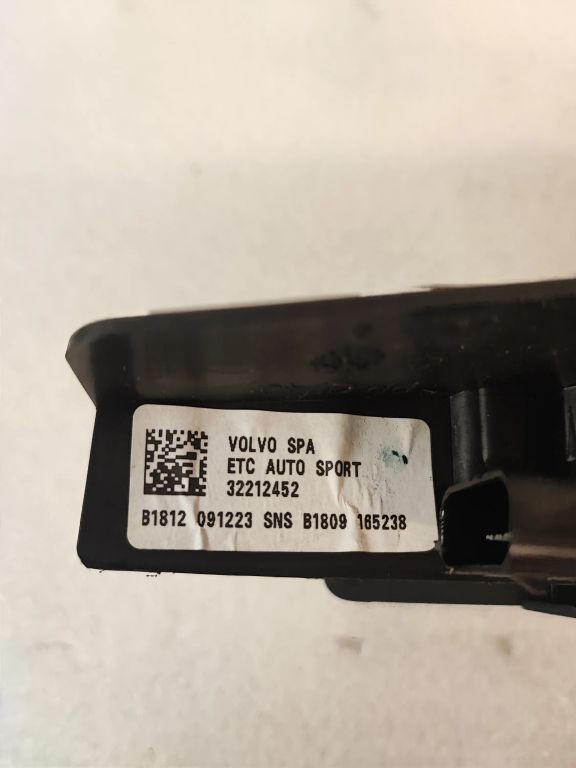 VOLVO SPA
ETC AUTO SPORT
32212452
B1812 091223 SNS B1809 165238